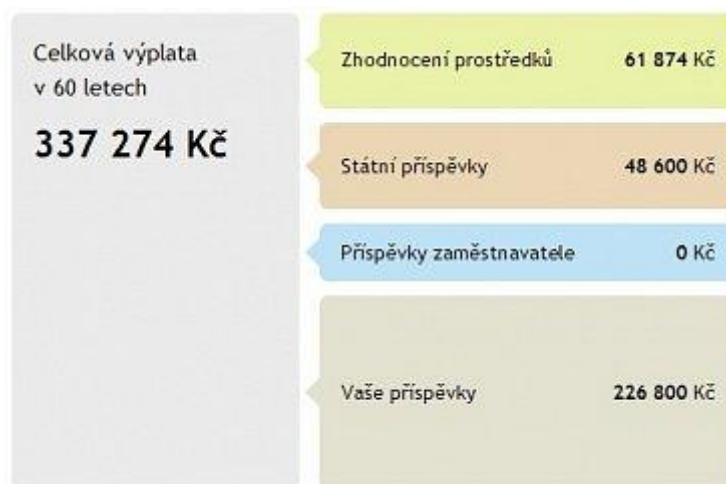 Celková výplata
v 60 letech
337 274 Kč
Zhodnocení prostředků 61 874 Kč
Státní příspěvky 48 600 Kč
Příspěvky zaměstnavatele 0 Kč
Vaše příspěvky 226 800 Kč